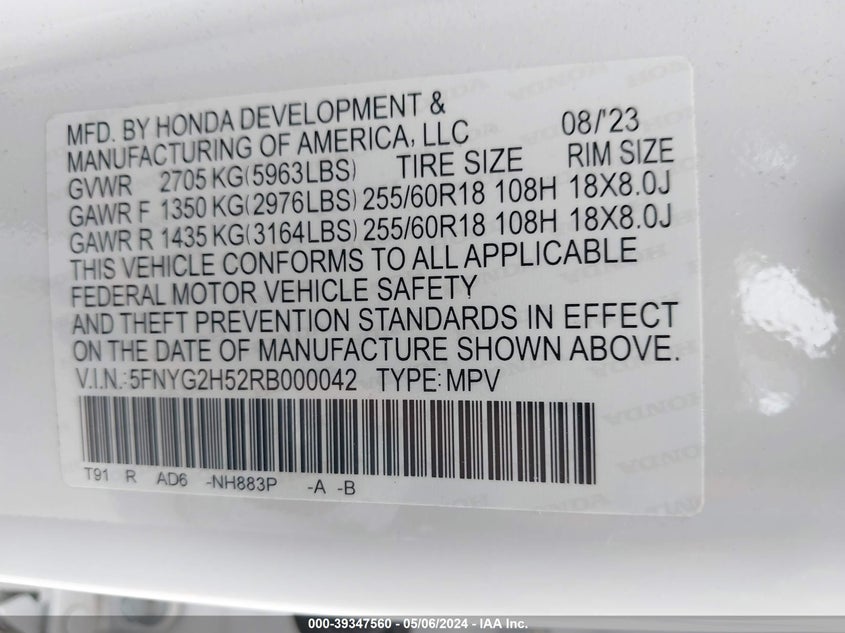 MFD. BY HONDA DEVELOPMENT &
MANUFACTURING OF AMERICA, LLC 08/'23
GVWR 2705 KG(5963LBS) TIRE SIZE RIM SIZE
GAWR F 1350 KG(2976LBS) 255/60R18 108H 18X8.0J
GAWR R 1435 KG(3164LBS) 255/60R18 108H 18X8.0J
THIS VEHICLE CONFORMS TO ALL APPLICABLE
FEDERAL MOTOR VEHICLE SAFETY
AND THEFT PREVENTION STANDARDS IN EFFECT
ON THE DATE OF MANUFACTURE SHOWN ABOVE.
V.I.N.:5FNYG2H52RB000042 TYPE:MPV
T91 R AD6 -NH883P -A -B
000-39347560 - 05/06/2024 - IAA Inc.